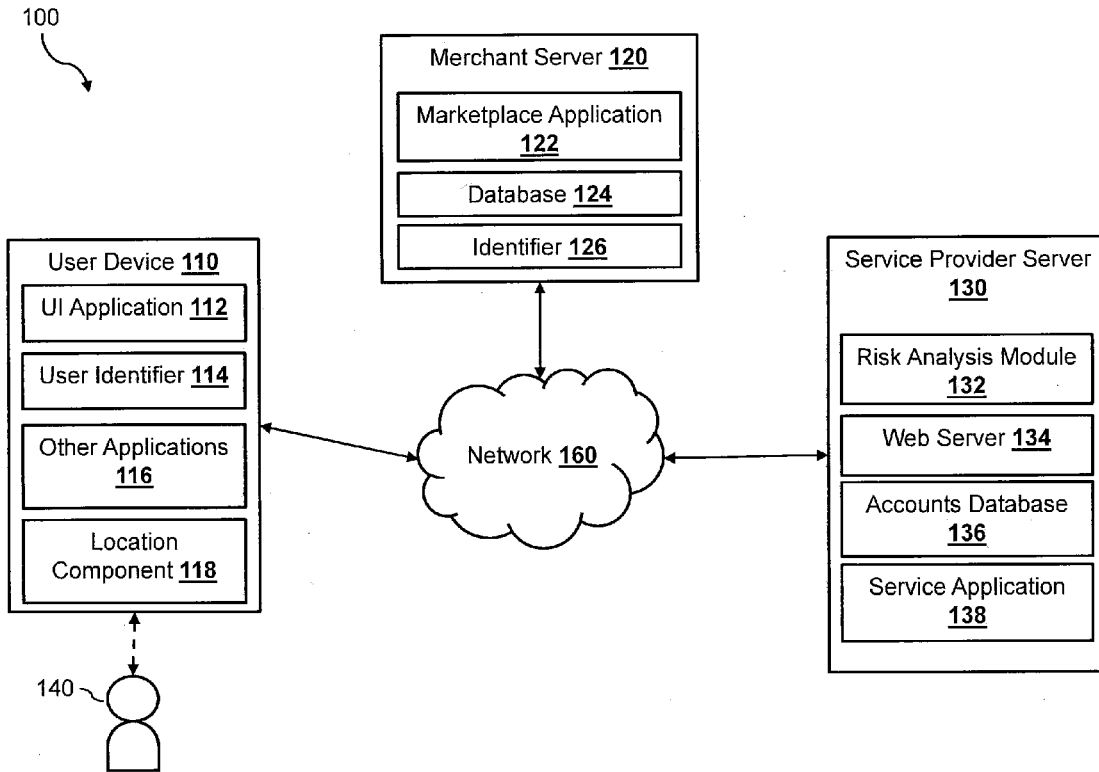 100
Merchant Server 120
Marketplace Application
122
Database 124
Identifier 126
User Device 110
UI Application 112
User Identifier 114
Other Applications
116
Location
Component 118
Network 160
Service Provider Server
130
Risk Analysis Module
132
Web Server 134
Accounts Database
136
Service Application
138
140